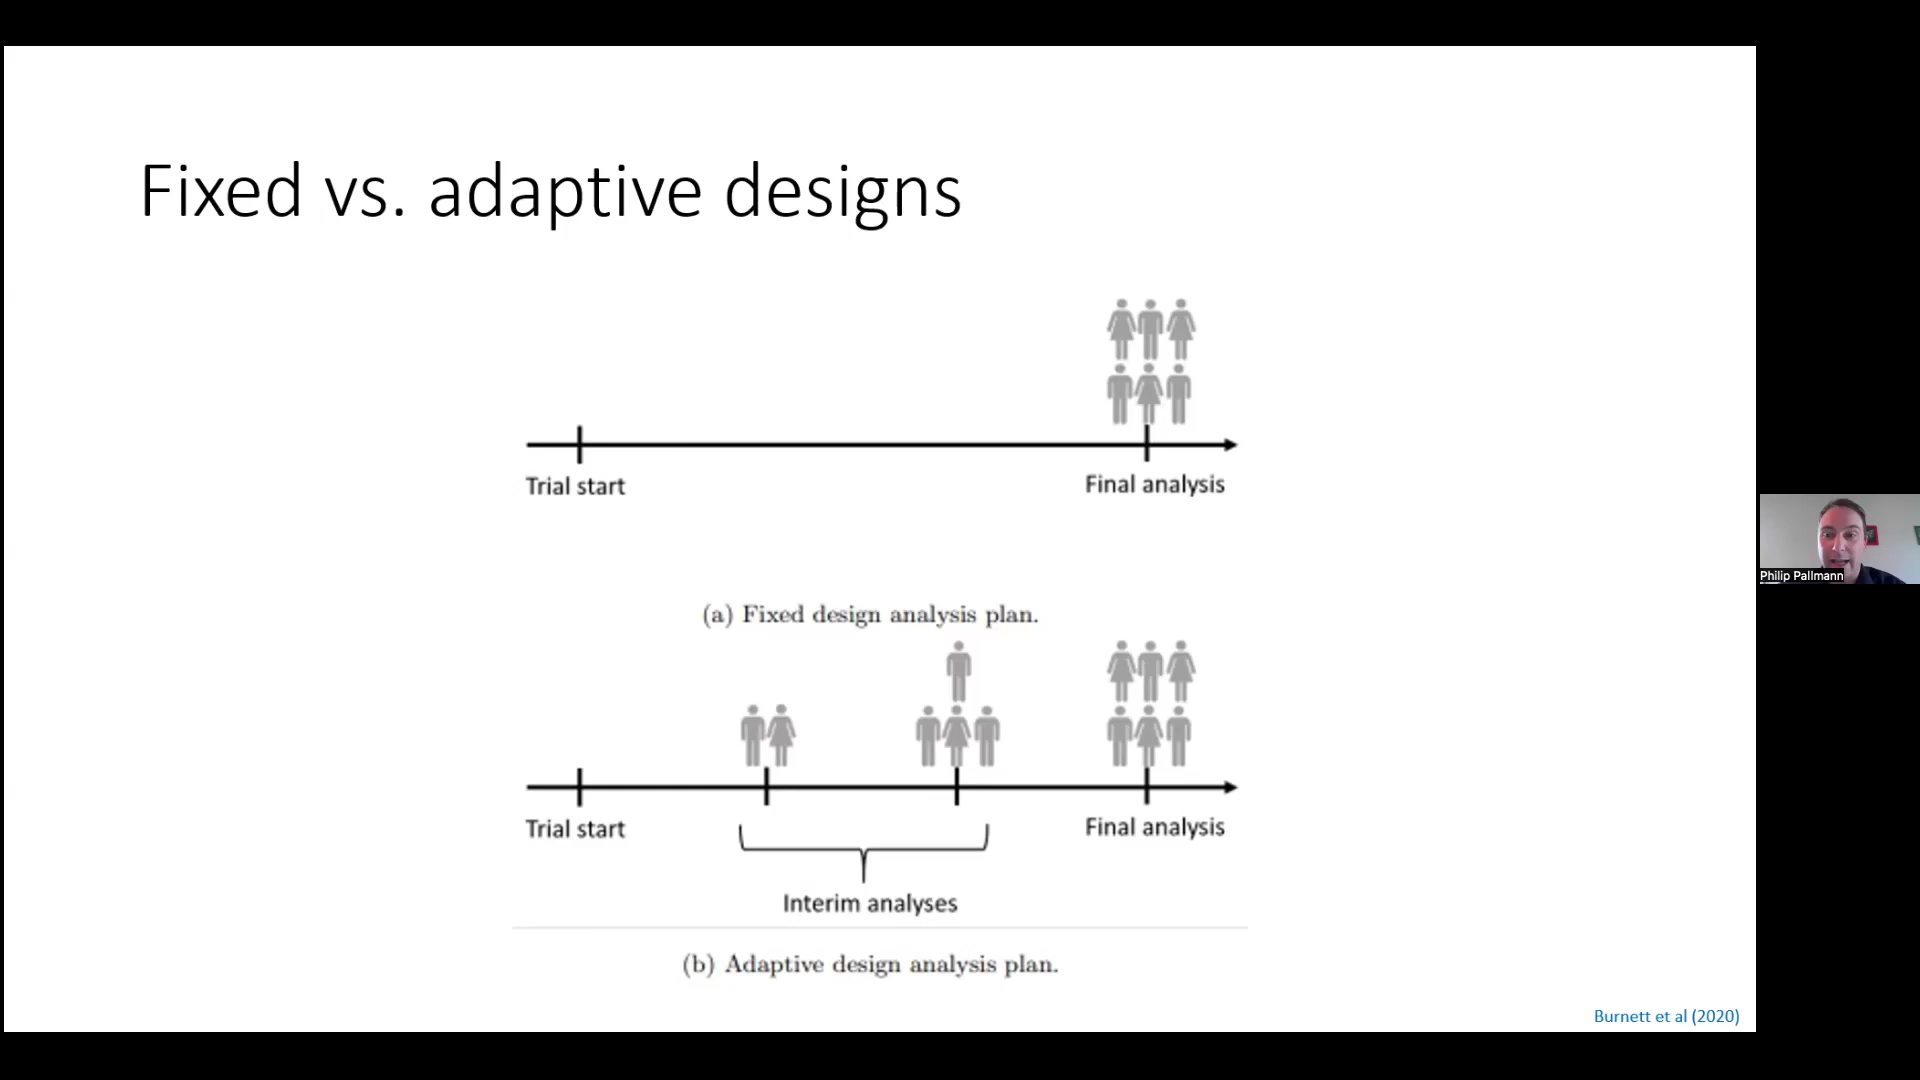 Fixed vs. adaptive designs
Trial start
Final analysis
(a) Fixed design analysis plan.
Trial start
Final analysis
Interim analyses
(b) Adaptive design analysis plan.
Burnett et al (2020)
Philip Pallmann